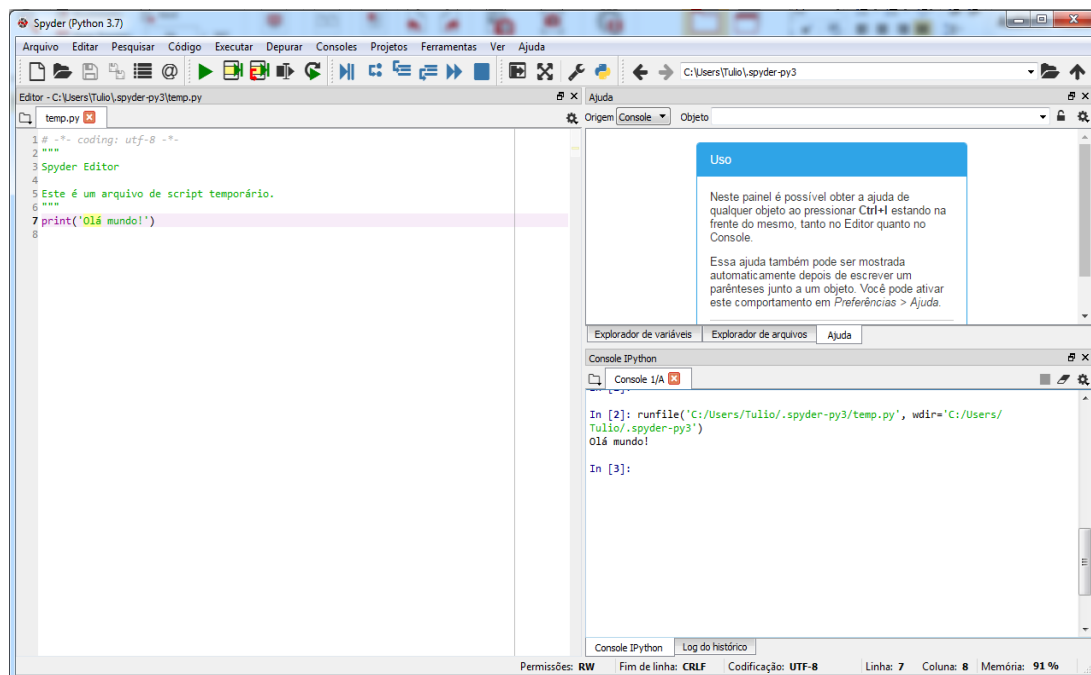 Spyder (Python 3.7)
Arquivo Editar Pesquisar Código Executar Depurar Consoles Projetos Ferramentas Ver Ajuda
C:\Users\Tulio\.spyder-py3
Editor - C:\Users\Tulio\.spyder-py3\temp.py
temp.py
1 # -*- coding: utf-8 -*-
2 """
3 Spyder Editor
4
5 Este é um arquivo de script temporário.
6 """
7 print('Olá mundo!')
8
Ajuda
Origem Console Objeto
Uso
Neste painel é possível obter a ajuda de
qualquer objeto ao pressionar Ctrl+I estando na
frente do mesmo, tanto no Editor quanto no
Console.
Essa ajuda também pode ser mostrada
automaticamente depois de escrever um
parênteses junto a um objeto. Você pode ativar
este comportamento em Preferências > Ajuda.
Explorador de variáveis Explorador de arquivos Ajuda
Console IPython
Console 1/A
In [2]: runfile('C:/Users/Tulio/.spyder-py3/temp.py', wdir='C:/Users/
Tulio/.spyder-py3')
Olá mundo!
In [3]:
Console IPython Log do histórico
Permissões: RW Fim de linha: CRLF Codificação: UTF-8 Linha: 7 Coluna: 8 Memória: 91 %